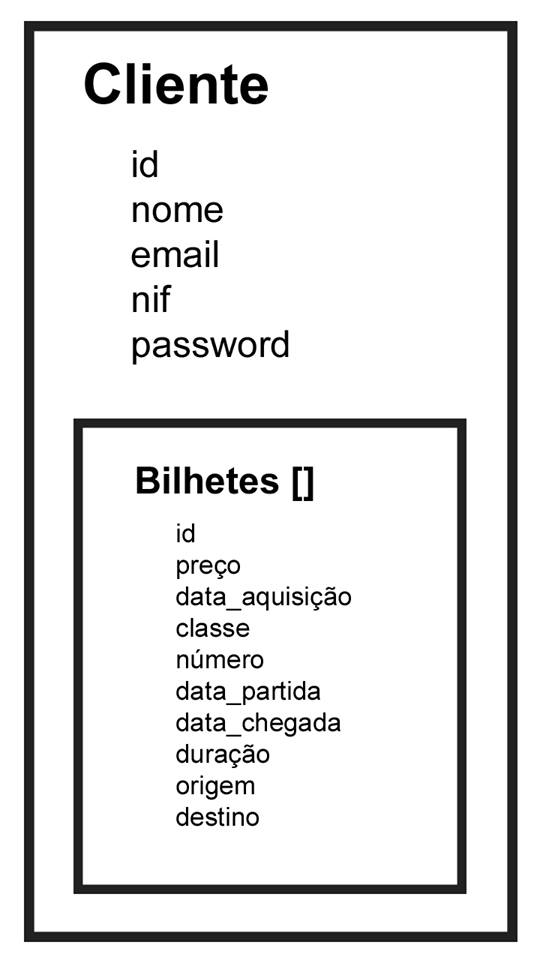 Cliente
id
nome
email
nif
password
Bilhetes []
id
preço
data_aquisição
classe
número
data_partida
data_chegada
duração
origem
destino